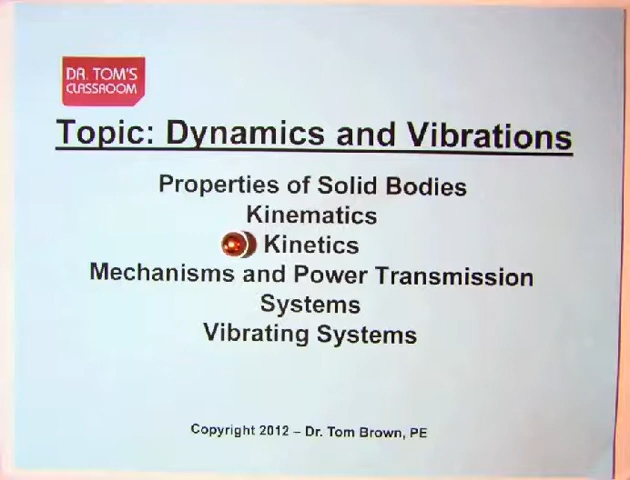 DR. TOM'S
CLASSROOM
Topic: Dynamics and Vibrations
Properties of Solid Bodies
Kinematics
Kinetics
Mechanisms and Power Transmission
Systems
Vibrating Systems
Copyright 2012 – Dr. Tom Brown, PE